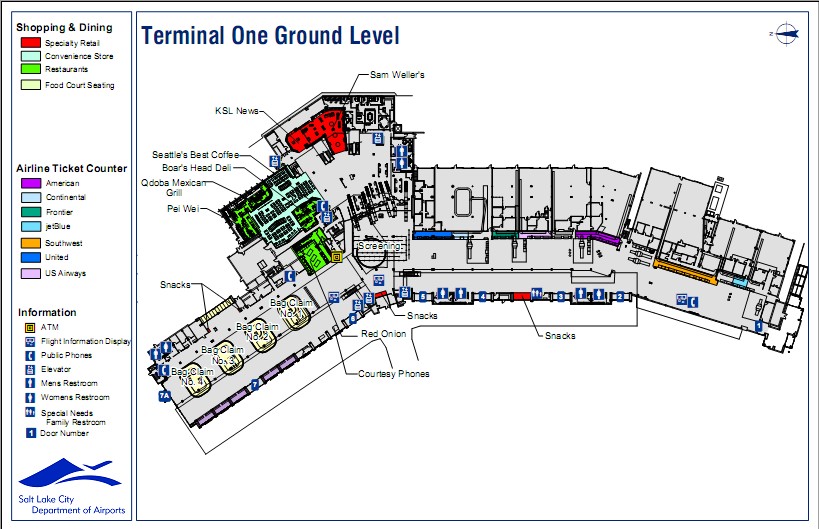 Shopping & Dining
Specialty Retail
Convenience Store
Restaurants
Food Court Seating
Airline Ticket Counter
American
Continental
Frontier
jetBlue
Southwest
United
US Airways
Information
ATM
Flight Information Display
Public Phones
Elevator
Mens Restroom
Womens Restroom
Special Needs
Family Restroom
1 Door Number
Salt Lake City
Department of Airports
Terminal One Ground Level
Sam Weller's
KSL News
Seattle's Best Coffee
Boar's Head Deli
Qdoba Mexican
Grill
Pei Wei
Screening
Snacks
Bag Claim
No. 1
Bag Claim
No. 2
Bag Claim
No. 3
Bag Claim
No. 4
Snacks
Red Onion
Snacks
Courtesy Phones
5
4
3
2
1
6
7
7A